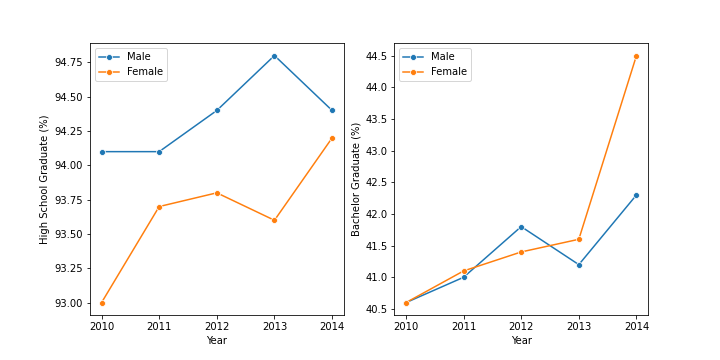 Male
Female
High School Graduate (%)
94.75
94.50
94.25
94.00
93.75
93.50
93.25
93.00
2010 2011 2012 2013 2014
Year
Male
Female
Bachelor Graduate (%)
44.5
44.0
43.5
43.0
42.5
42.0
41.5
41.0
40.5
2010 2011 2012 2013 2014
Year